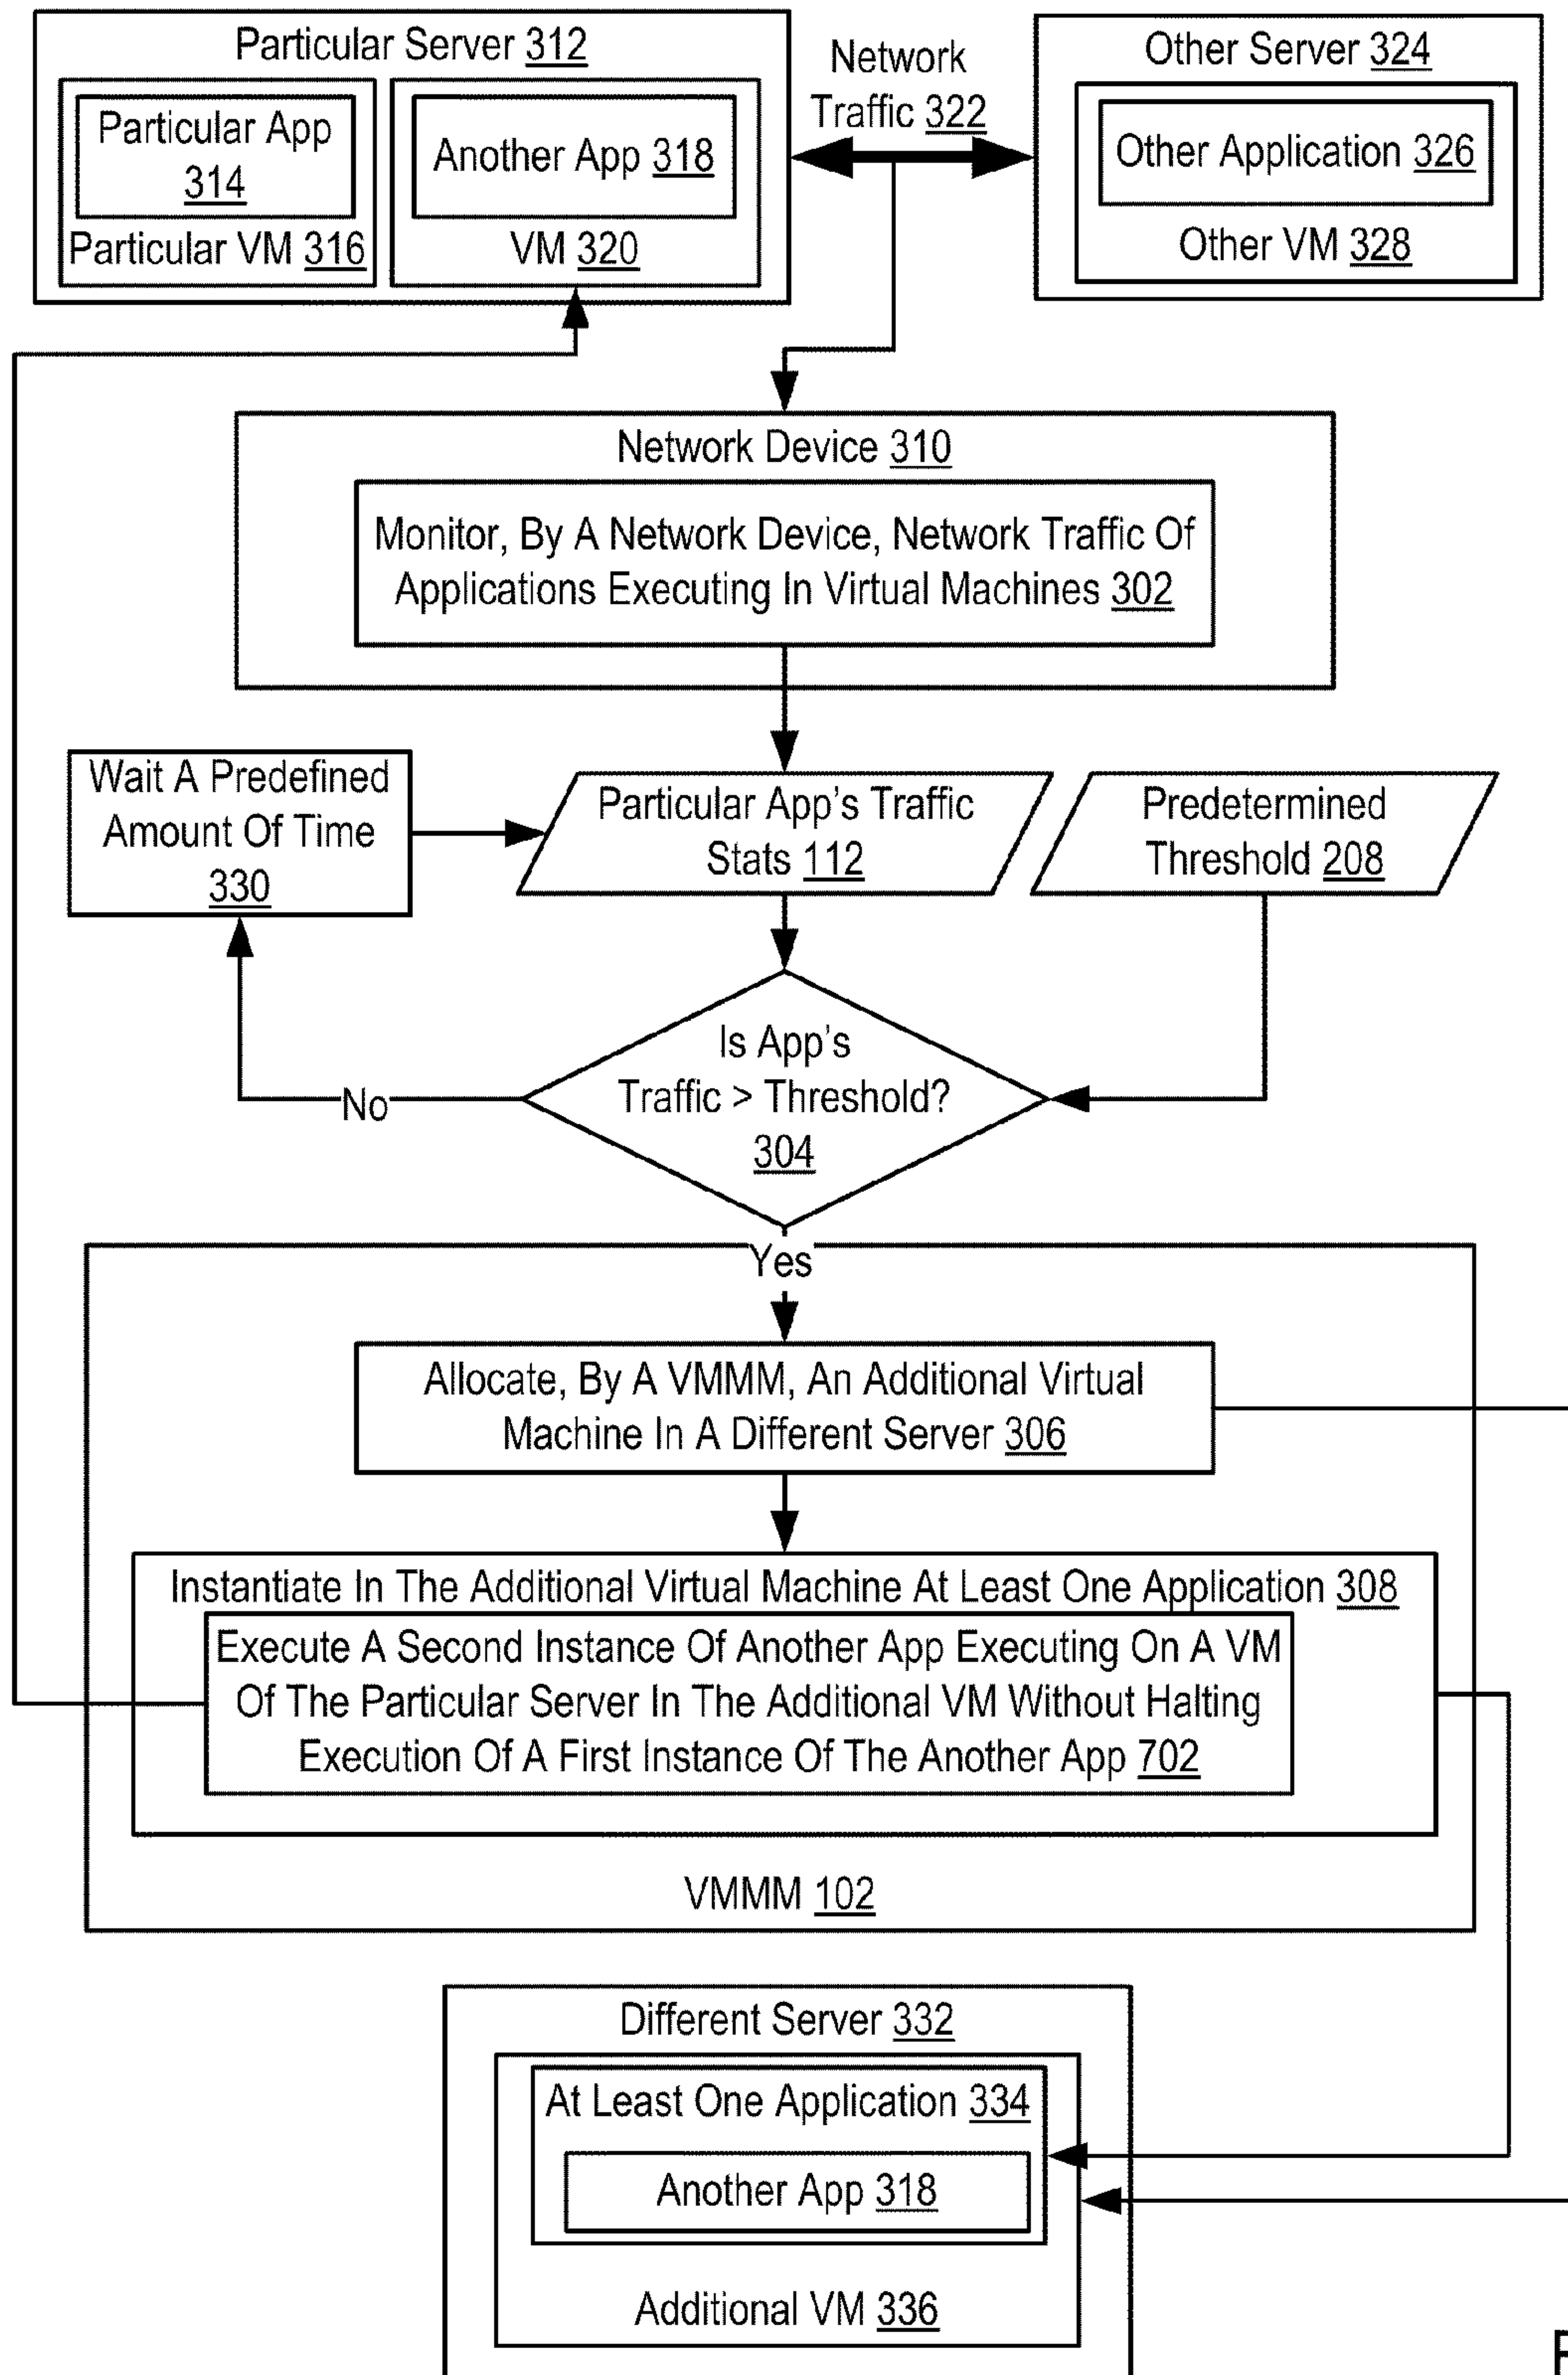 Particular Server 312
Particular App
314
Particular VM 316
Another App 318
VM 320
Network
Traffic 322
Other Server 324
Other Application 326
Other VM 328
Network Device 310
Monitor, By A Network Device, Network Traffic Of
Applications Executing In Virtual Machines 302
Wait A Predefined
Amount Of Time
330
Particular App's Traffic
Stats 112
Predetermined
Threshold 208
Is App's
Traffic > Threshold?
304
No
Yes
Allocate, By A VMMM, An Additional Virtual
Machine In A Different Server 306
Instantiate In The Additional Virtual Machine At Least One Application 308
Execute A Second Instance Of Another App Executing On A VM
Of The Particular Server In The Additional VM Without Halting
Execution Of A First Instance Of The Another App 702
VMMM 102
Different Server 332
At Least One Application 334
Another App 318
Additional VM 336